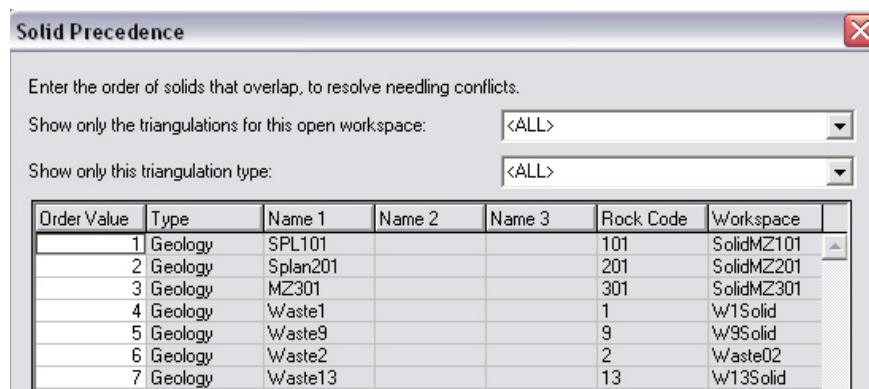 Solid Precedence
Enter the order of solids that overlap, to resolve needling conflicts.
Show only the triangulations for this open workspace: <ALL>
Show only this triangulation type: <ALL>
Order Value Type Name 1 Name 2 Name 3 Rock Code Workspace
1 Geology SPL101 101 SolidMZ101
2 Geology Splan201 201 SolidMZ201
3 Geology MZ301 301 SolidMZ301
4 Geology Waste1 1 W1Solid
5 Geology Waste9 9 W9Solid
6 Geology Waste2 2 Waste02
7 Geology Waste13 13 W13Solid